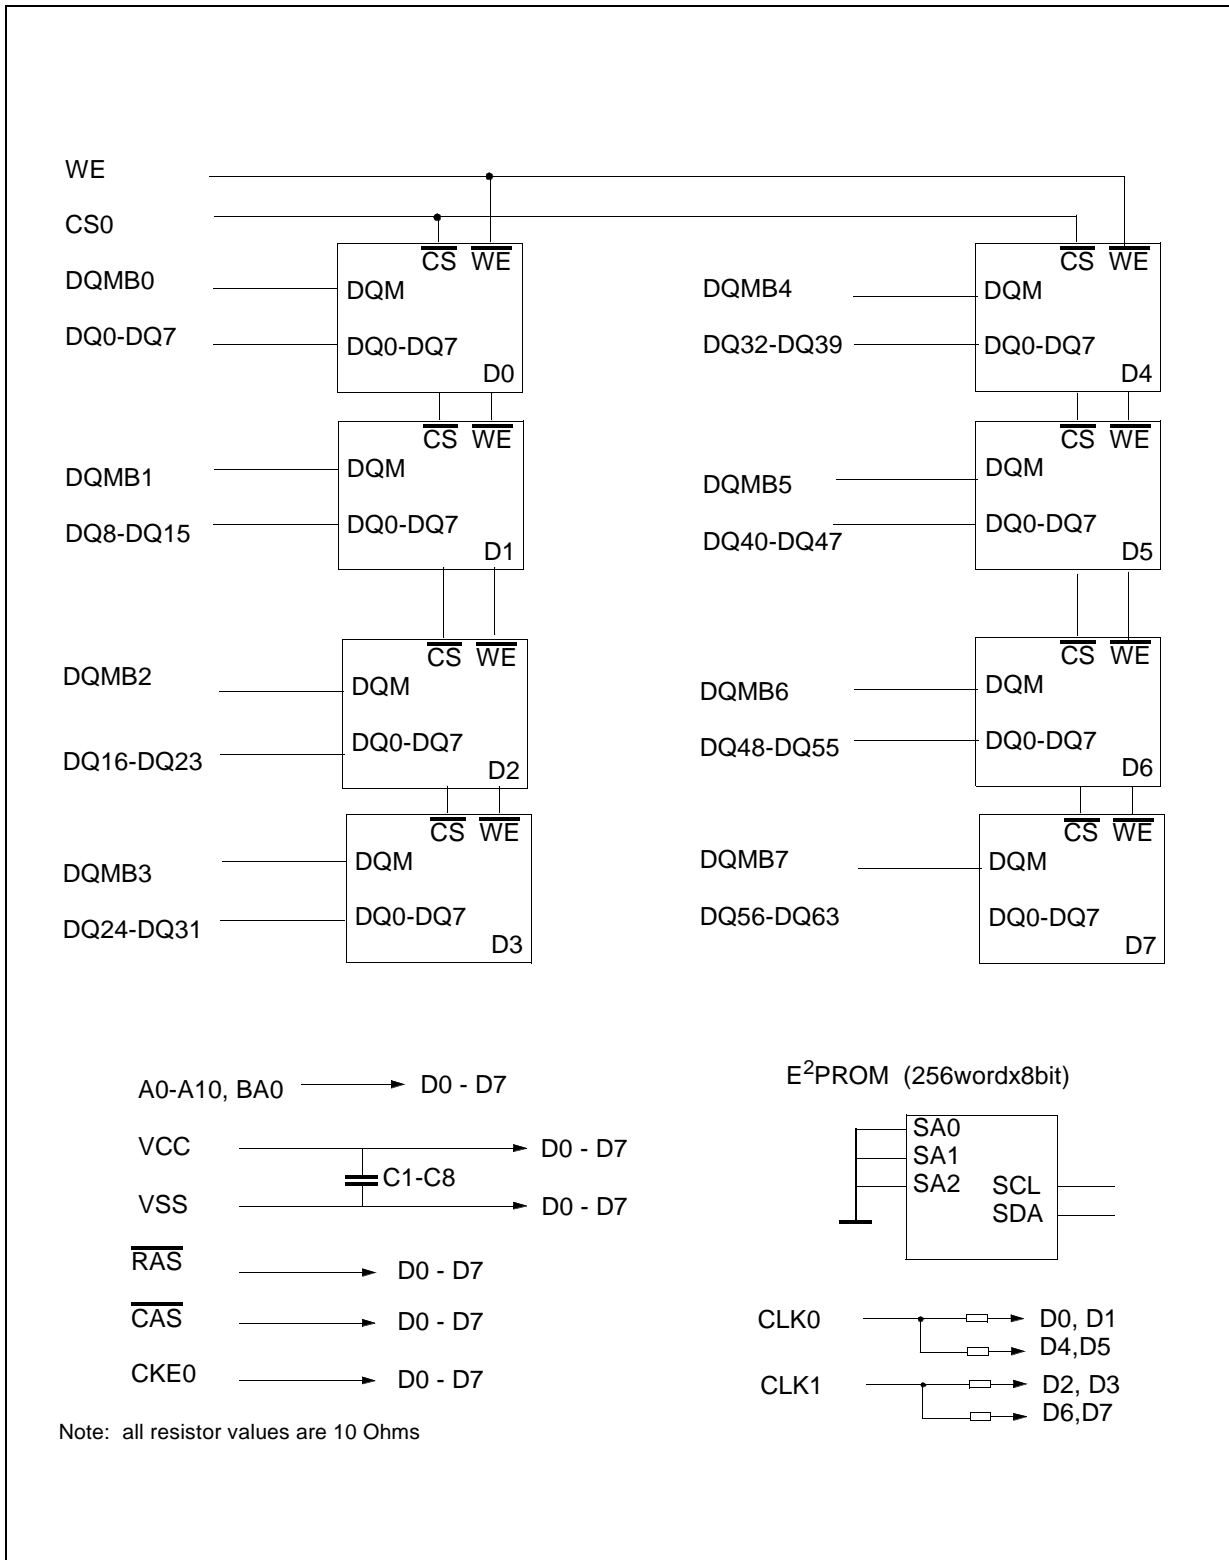 WE
CS0
CS WE
DQMB0
DQM
DQ0-DQ7
DQ0-DQ7
D0
CS WE
DQMB1
DQM
DQ8-DQ15
DQ0-DQ7
D1
CS WE
DQMB2
DQM
DQ16-DQ23
DQ0-DQ7
D2
CS WE
DQMB3
DQM
DQ24-DQ31
DQ0-DQ7
D3
CS WE
DQMB4
DQM
DQ32-DQ39
DQ0-DQ7
D4
CS WE
DQMB5
DQM
DQ40-DQ47
DQ0-DQ7
D5
CS WE
DQMB6
DQM
DQ48-DQ55
DQ0-DQ7
D6
CS WE
DQMB7
DQM
DQ56-DQ63
DQ0-DQ7
D7
A0-A10, BA0 D0 - D7
VCC D0 - D7
C1-C8
VSS D0 - D7
RAS D0 - D7
CAS D0 - D7
CKE0 D0 - D7
Note: all resistor values are 10 Ohms
E²PROM (256wordx8bit)
SA0
SA1
SA2 SCL
SDA
CLK0 D0, D1
D4,D5
CLK1 D2, D3
D6,D7